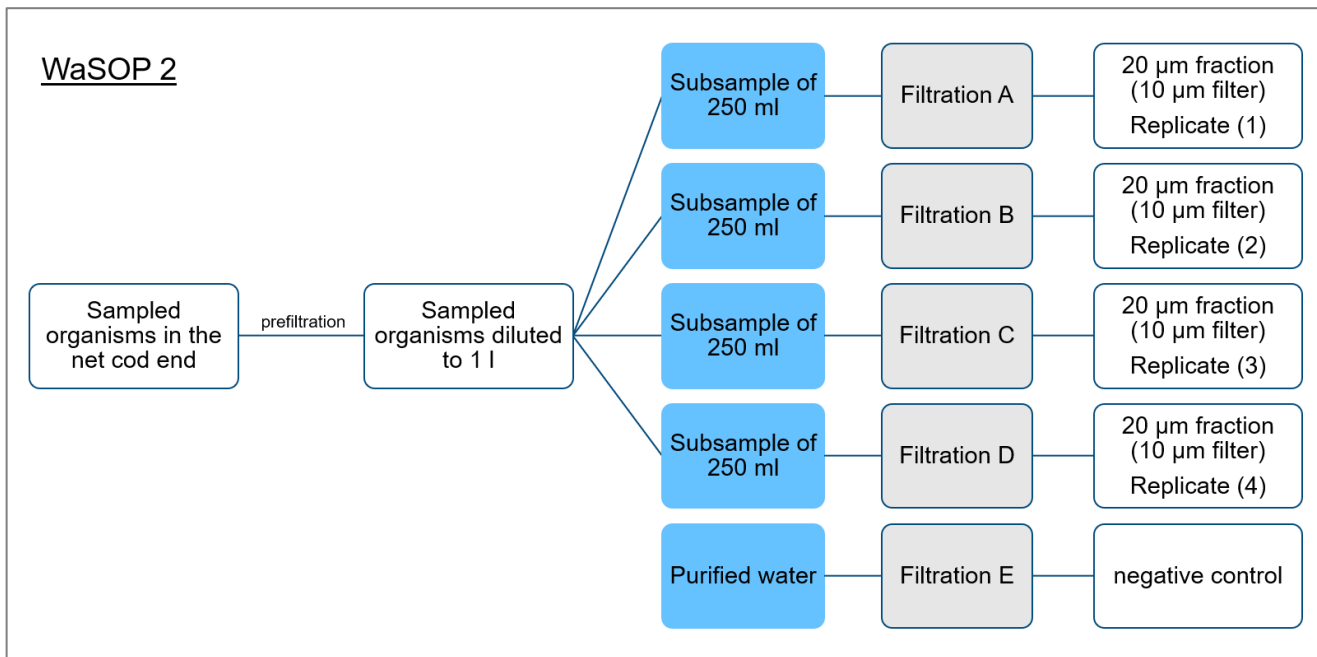 WaSOP 2
Sampled
organisms in the
net cod end
prefiltration
Sampled
organisms diluted
to 1 l
Subsample of
250 ml
Filtration A
20 µm fraction
(10 µm filter)
Replicate (1)
Subsample of
250 ml
Filtration B
20 µm fraction
(10 µm filter)
Replicate (2)
Subsample of
250 ml
Filtration C
20 µm fraction
(10 µm filter)
Replicate (3)
Subsample of
250 ml
Filtration D
20 µm fraction
(10 µm filter)
Replicate (4)
Purified water
Filtration E
negative control